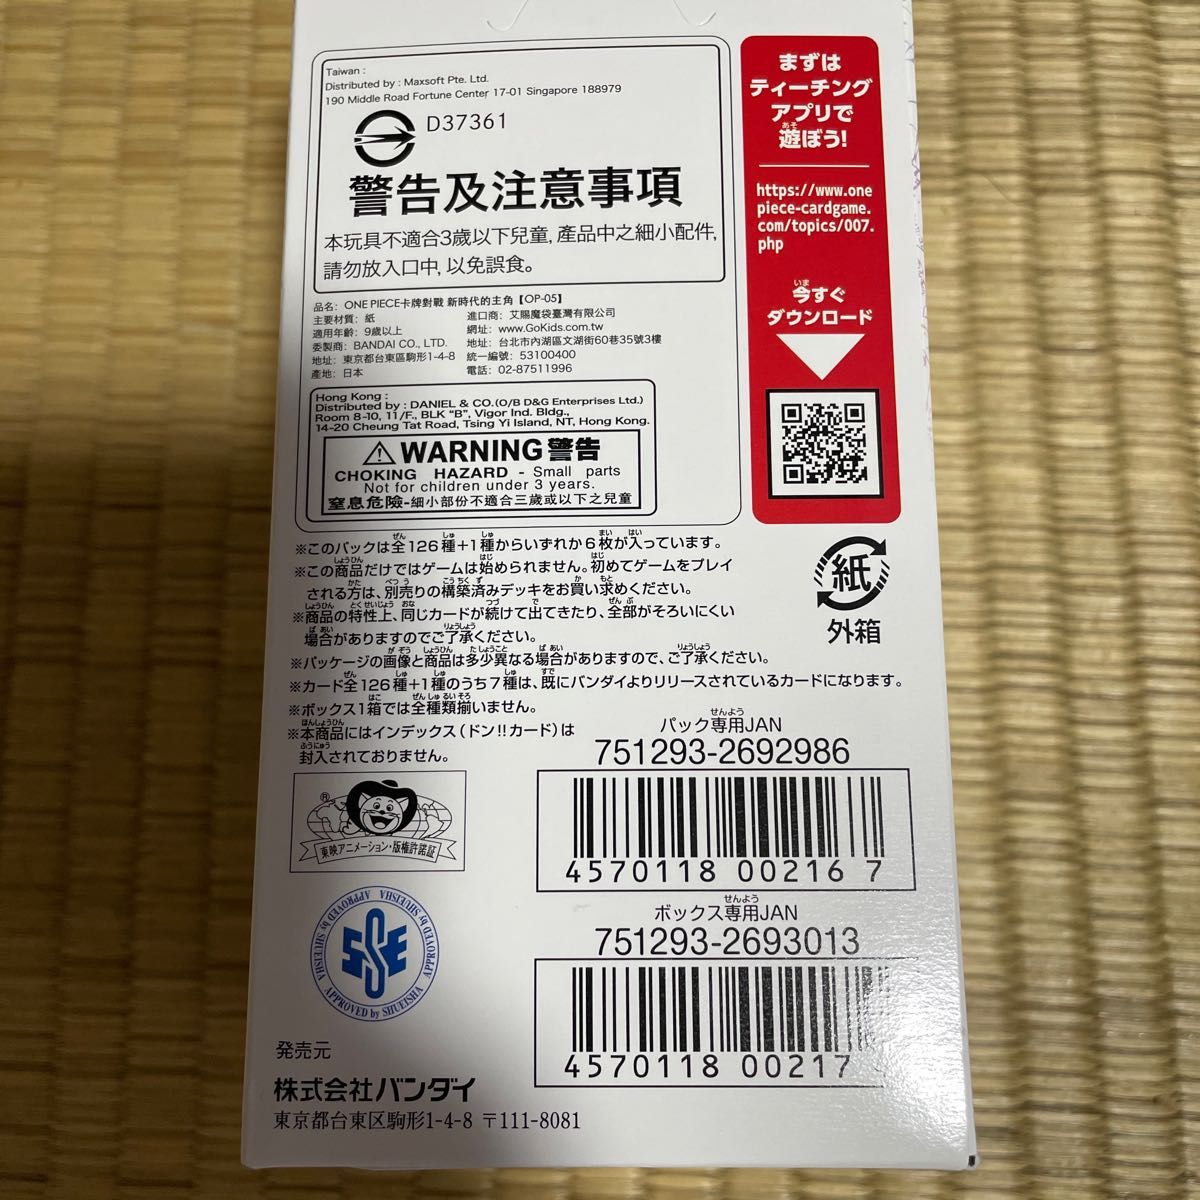 Taiwan :
Distributed by : Maxsoft Pte. Ltd.
190 Middle Road Fortune Center 17-01 Singapore 188979
D37361
警告及注意事項
本玩具不適合3歲以下兒童, 產品中之細小配件,
請勿放入口中, 以免誤食。
品名: ONE PIECE卡牌對戰 新時代的主角【OP-05】
主要材質: 紙
適用年齡: 9歲以上
委製商: BANDAI CO., LTD.
地址: 東京都台東區駒形1-4-8
產地: 日本
進口商: 艾賜魔袋臺灣有限公司
網址: www.GoKids.com.tw
地址: 台北市內湖區文湖街60巷35號3樓
統一編號: 53100400
電話: 02-87511996
Hong Kong :
Distributed by : DANIEL & CO.(O/B D&G Enterprises Ltd.)
Room 8-10, 11/F., BLK "B", Vigor Ind. Bldg.,
14-20 Cheung Tat Road, Tsing Yi Island, NT, Hong Kong.
WARNING 警告
CHOKING HAZARD - Small parts
Not for children under 3 years.
窒息危險-細小部份不適合三歲或以下之兒童
まずは
ティーチング
アプリで
遊ぼう!
https://www.one
piece-cardgame.
com/topics/007.
php
今すぐ
ダウンロード
※このパックは全126種+1種からいずれか6枚が入っています。
※この商品だけではゲームは始められません。初めてゲームをプレイ
される方は、別売りの構築済みデッキをお買い求めください。
※商品の特性上、同じカードが続けて出てきたり、全部がそろいにくい
場合がありますのでご了承ください。
※パッケージの画像と商品は多少異なる場合がありますので、ご了承ください。
※カード全126種+1種のうち7種は、既にバンダイよりリリースされているカードになります。
※ボックス1箱では全種類揃いません。
※本商品にはインデックス(ドン!!カード)は
封入されておりません。
紙
外箱
パック専用JAN
751293-2692986
4570118 00216 7
ボックス専用JAN
751293-2693013
4570118 00217
®
東映アニメーション・版権許諾証
APPROVED by SHUEISHA APPROVED by SHUEISHA APPROVED by SHUEISHA
発売元
株式会社バンダイ
東京都台東区駒形1-4-8 〒111-8081